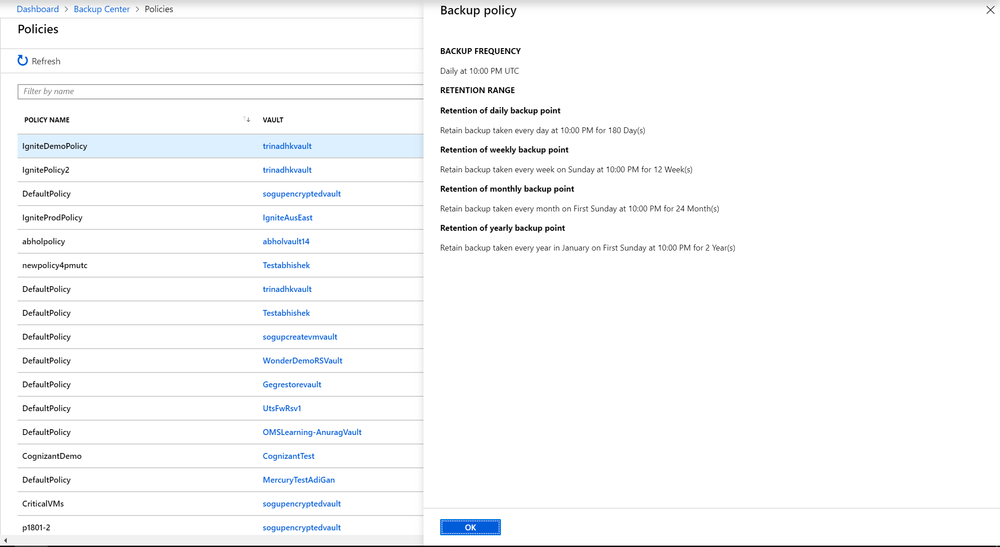 Dashboard > Backup Center > Policies
Policies
Refresh
Filter by name
POLICY NAME VAULT
IgniteDemoPolicy trinadhkvault
IgnitePolicy2 trinadhkvault
DefaultPolicy sogupencryptedvault
IgniteProdPolicy IgniteAusEast
abholpolicy abholvault14
newpolicy4pmutc Testabhishek
DefaultPolicy trinadhkvault
DefaultPolicy Testabhishek
DefaultPolicy sogupcreatevmvault
DefaultPolicy WonderDemoRSVault
DefaultPolicy Gegrestorevault
DefaultPolicy UtsFwRsv1
DefaultPolicy OMSLearning-AnuragVault
CognizantDemo CognizantTest
DefaultPolicy MercuryTestAdiGan
CriticalVMs sogupencryptedvault
p1801-2 sogupencryptedvault
Backup policy
BACKUP FREQUENCY
Daily at 10:00 PM UTC
RETENTION RANGE
Retention of daily backup point
Retain backup taken every day at 10:00 PM for 180 Day(s)
Retention of weekly backup point
Retain backup taken every week on Sunday at 10:00 PM for 12 Week(s)
Retention of monthly backup point
Retain backup taken every month on First Sunday at 10:00 PM for 24 Month(s)
Retention of yearly backup point
Retain backup taken every year in January on First Sunday at 10:00 PM for 2 Year(s)
OK